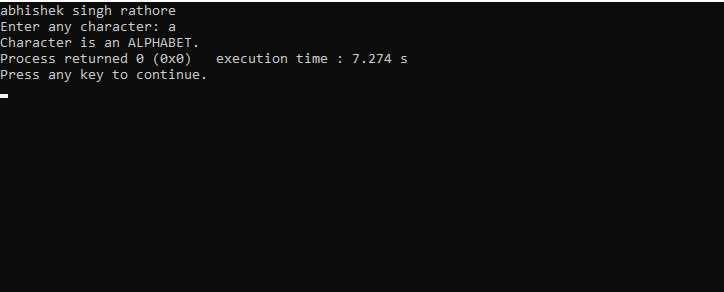 abhishek singh rathore
Enter any character: a
Character is an ALPHABET.
Process returned 0 (0x0)   execution time : 7.274 s
Press any key to continue.